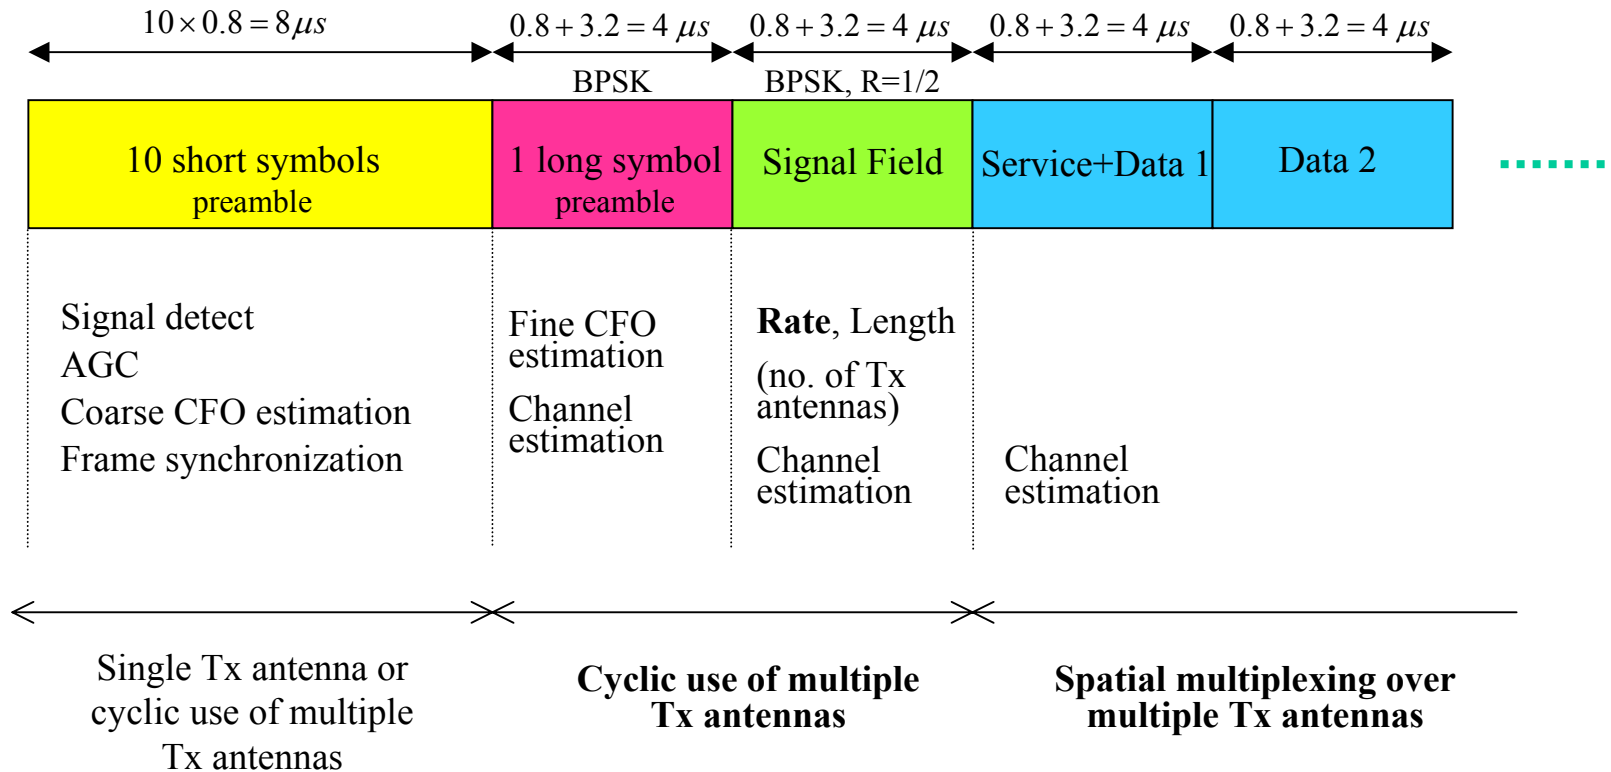 10 × 0.8 = 8 μs
0.8 + 3.2 = 4 μs
0.8 + 3.2 = 4 μs
0.8 + 3.2 = 4 μs
0.8 + 3.2 = 4 μs
BPSK
BPSK, R=1/2
10 short symbols
preamble
1 long symbol
preamble
Signal Field
Service+Data 1
Data 2
Signal detect
AGC
Coarse CFO estimation
Frame synchronization
Fine CFO
estimation
Channel
estimation
Rate, Length
(no. of Tx
antennas)
Channel
estimation
Channel
estimation
Single Tx antenna or
cyclic use of multiple
Tx antennas
Cyclic use of multiple
Tx antennas
Spatial multiplexing over
multiple Tx antennas